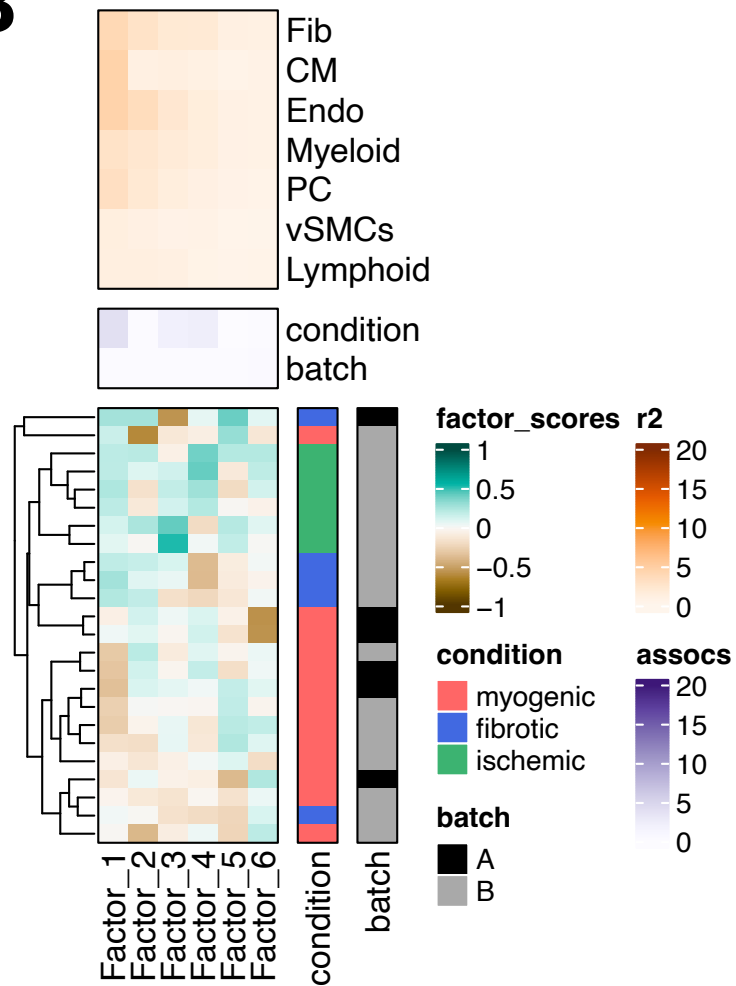 B
Fib
CM
Endo
Myeloid
PC
vSMCs
Lymphoid
condition
batch
factor_scores
1
0.5
0
−0.5
−1
r2
20
15
10
5
0
condition
myogenic
fibrotic
ischemic
assocs
20
15
10
5
0
batch
A
B
Factor_1
Factor_2
Factor_3
Factor_4
Factor_5
Factor_6
condition
batch